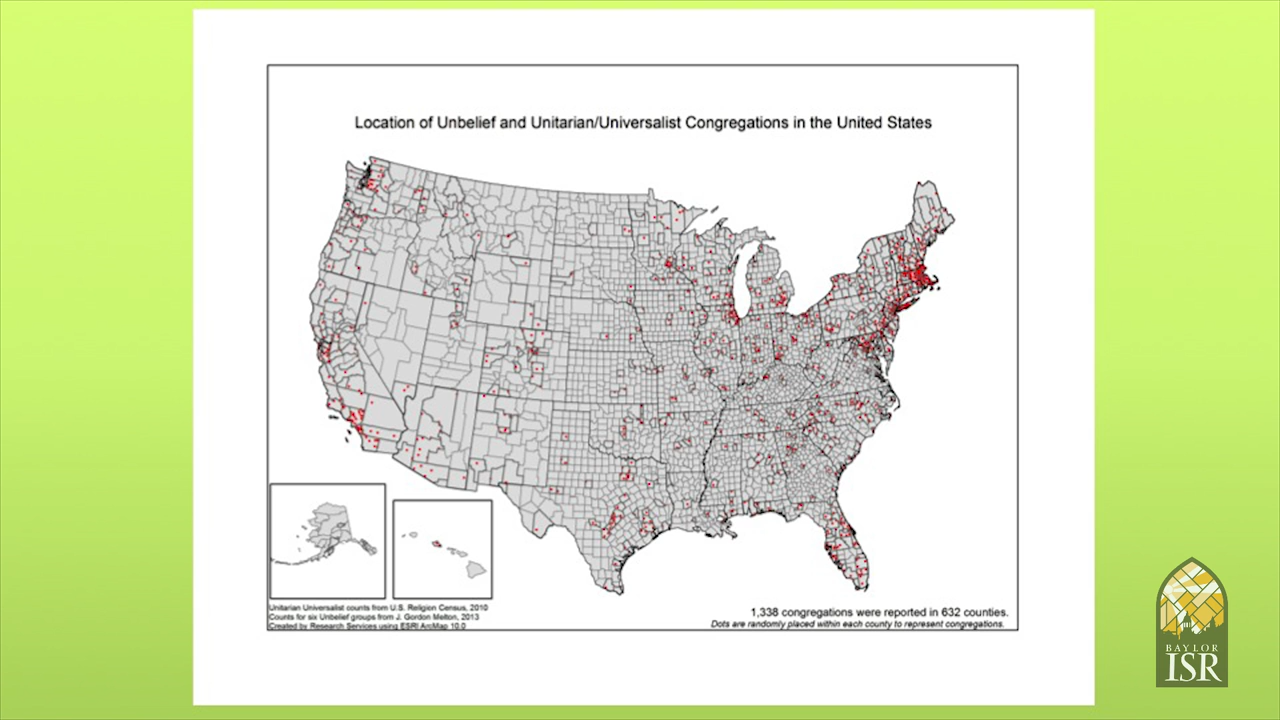 Location of Unbelief and Unitarian/Universalist Congregations in the United States
Unitarian Universalist counts from U.S. Religion Census, 2010
Counts for six Unbelief groups from J. Gordon Melton, 2013
Created by Research Services using ESRI ArcMap 10.0
1,338 congregations were reported in 632 counties.
Dots are randomly placed within each county to represent congregations.
BAYLOR
ISR